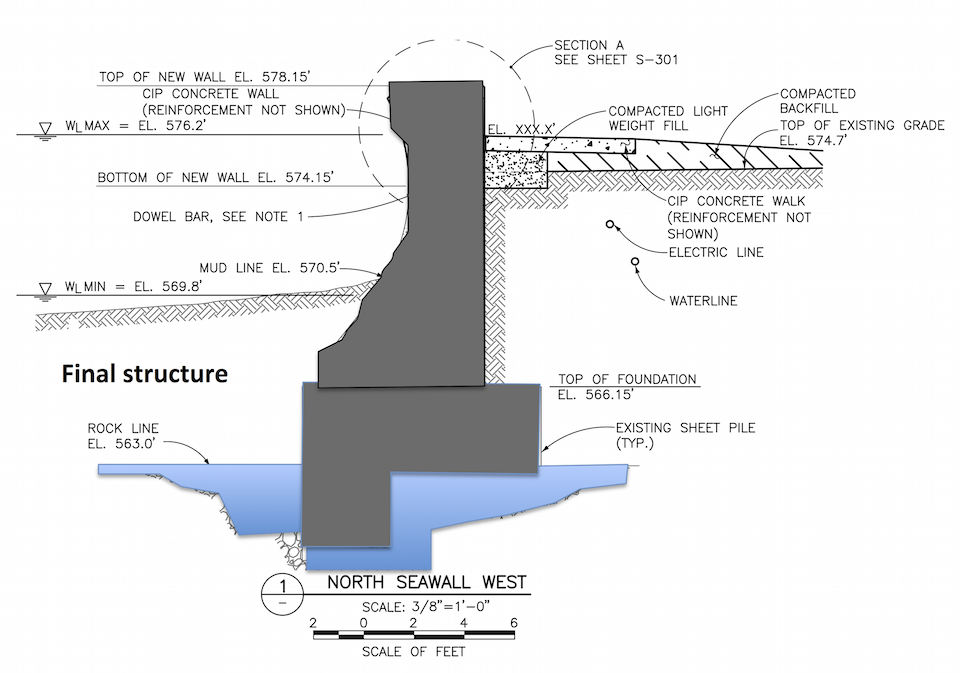 SECTION A
SEE SHEET S-301
TOP OF NEW WALL EL. 578.15'
CIP CONCRETE WALL
(REINFORCEMENT NOT SHOWN)
WL MAX = EL. 576.2'
EL. XXX.X'
COMPACTED LIGHT
WEIGHT FILL
COMPACTED
BACKFILL
TOP OF EXISTING GRADE
EL. 574.7'
BOTTOM OF NEW WALL EL. 574.15'
DOWEL BAR, SEE NOTE 1
CIP CONCRETE WALK
(REINFORCEMENT NOT
SHOWN)
ELECTRIC LINE
MUD LINE EL. 570.5'
WL MIN = EL. 569.8'
WATERLINE
Final structure
TOP OF FOUNDATION
EL. 566.15'
ROCK LINE
EL. 563.0'
EXISTING SHEET PILE
(TYP.)
1
–
NORTH SEAWALL WEST
SCALE: 3/8"=1'-0"
2 0 2 4 6
SCALE OF FEET